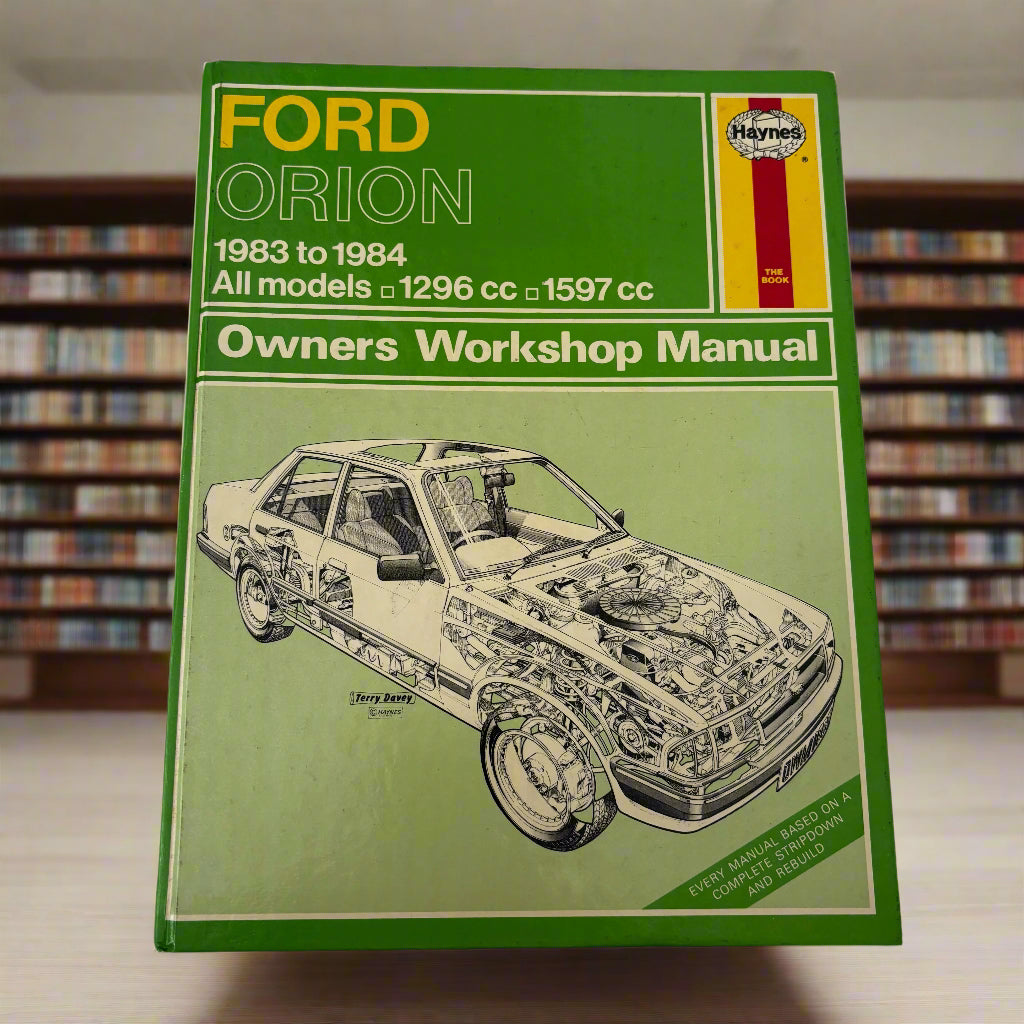 FORD
ORION
1983 to 1984
All models □ 1296 cc □ 1597 cc
Haynes
®
THE
BOOK
Owners Workshop Manual
Terry Davey
© HAYNES
EVERY MANUAL BASED ON A
COMPLETE STRIPDOWN
AND REBUILD